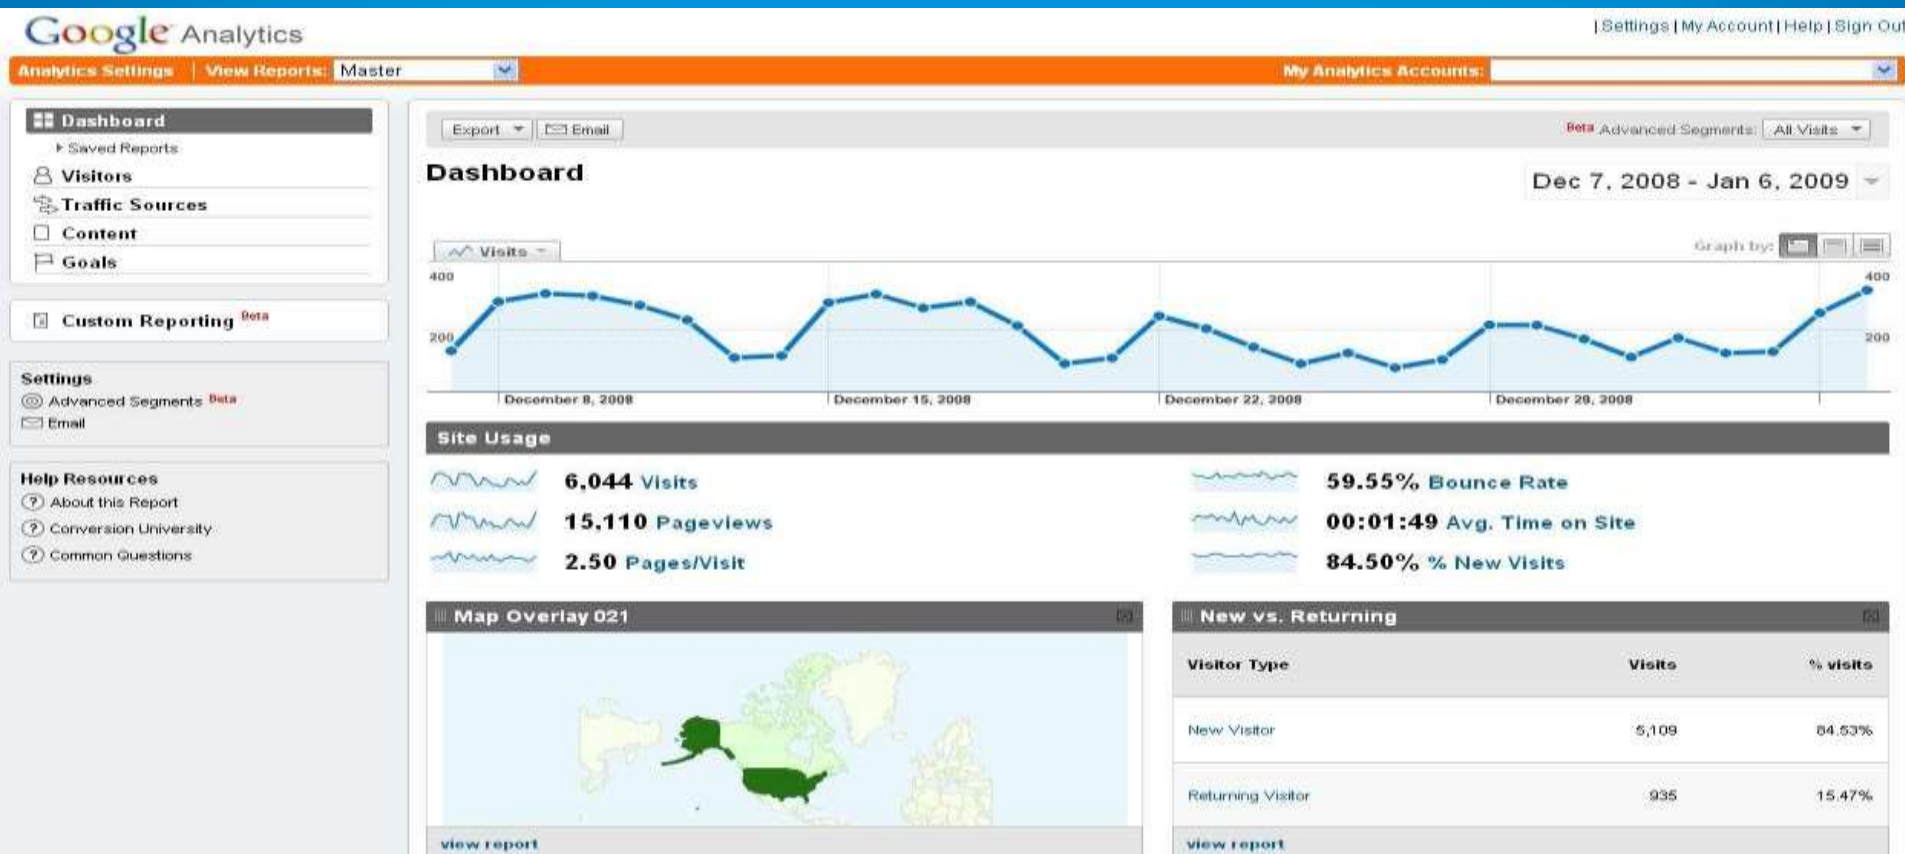 Google Analytics
| Settings | My Account | Help | Sign Out
Analytics Settings | View Reports: Master
My Analytics Accounts:
Dashboard
Saved Reports
Visitors
Traffic Sources
Content
Goals
Custom Reporting Beta
Settings
Advanced Segments Beta
Email
Help Resources
About this Report
Conversion University
Common Questions
Export Email
Beta Advanced Segments: All Visits
Dashboard
Dec 7, 2008 - Jan 6, 2009
Visits
Graph by:
400 400
200 200
December 8, 2008 December 15, 2008 December 22, 2008 December 29, 2008
Site Usage
6,044 Visits
15,110 Pageviews
2.50 Pages/Visit
59.55% Bounce Rate
00:01:49 Avg. Time on Site
84.50% % New Visits
Map Overlay 021
view report
New vs. Returning
Visitor Type Visits % visits
New Visitor 5,109 84.53%
Returning Visitor 935 15.47%
view report